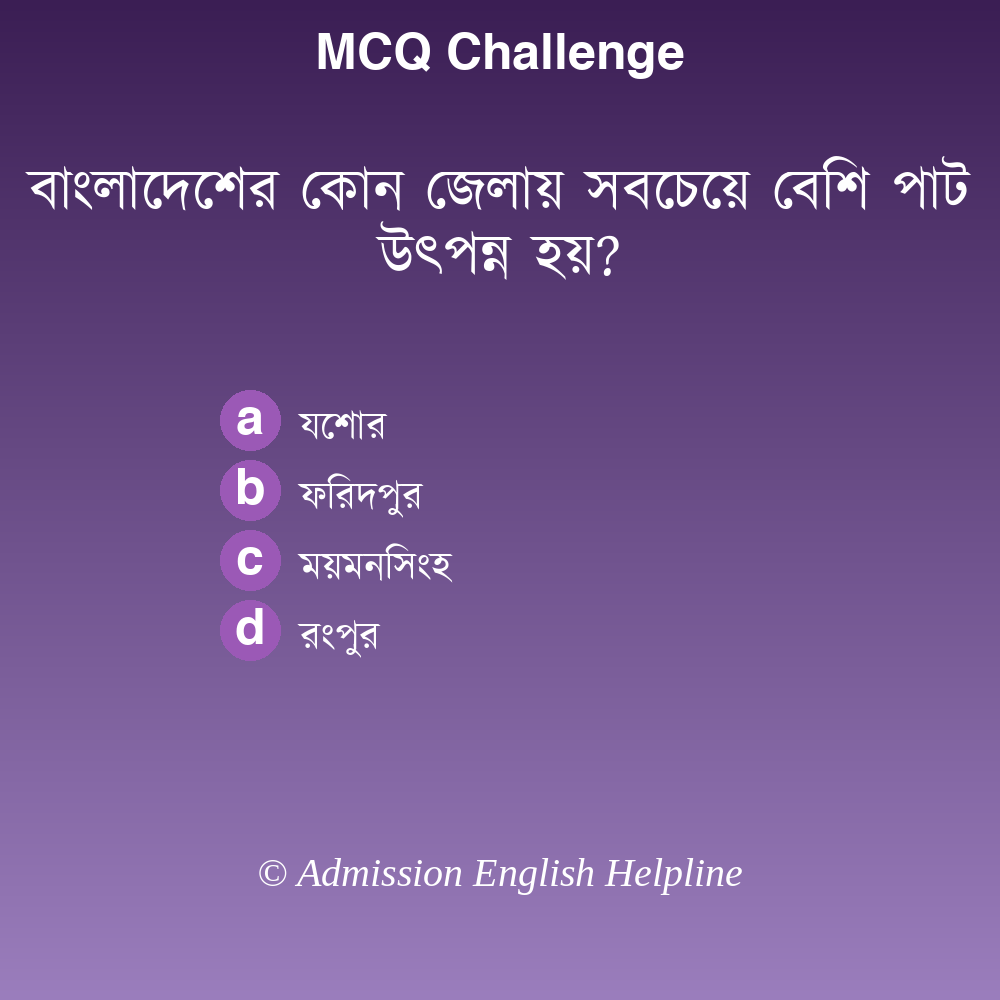 MCQ Challenge
বাংলাদেশের কোন জেলায় সবচেয়ে বেশি পাট
উৎপন্ন হয়?
a যশোর
b ফরিদপুর
c ময়মনসিংহ
d রংপুর
© Admission English Helpline